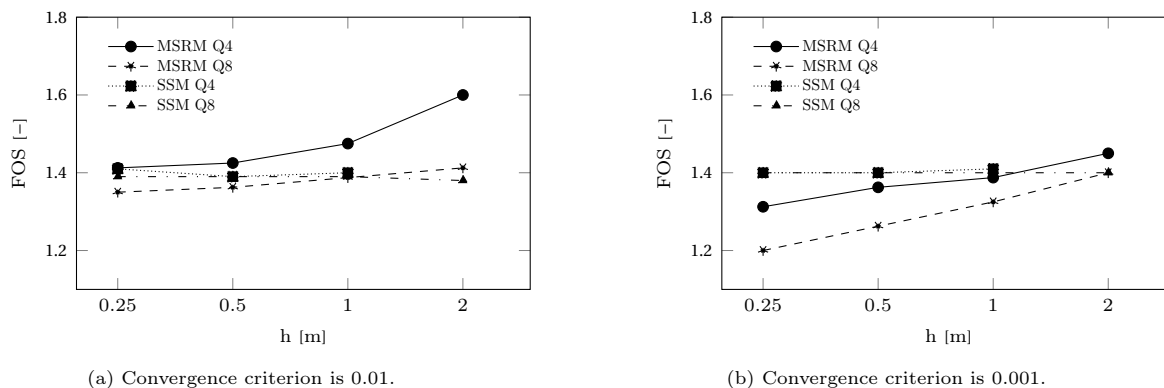 1.8
1.6
1.4
1.2
FOS [−]
MSRM Q4
MSRM Q8
SSM Q4
SSM Q8
0.25 0.5 1 2
h [m]
(a) Convergence criterion is 0.01.
1.8
1.6
1.4
1.2
FOS [−]
MSRM Q4
MSRM Q8
SSM Q4
SSM Q8
0.25 0.5 1 2
h [m]
(b) Convergence criterion is 0.001.